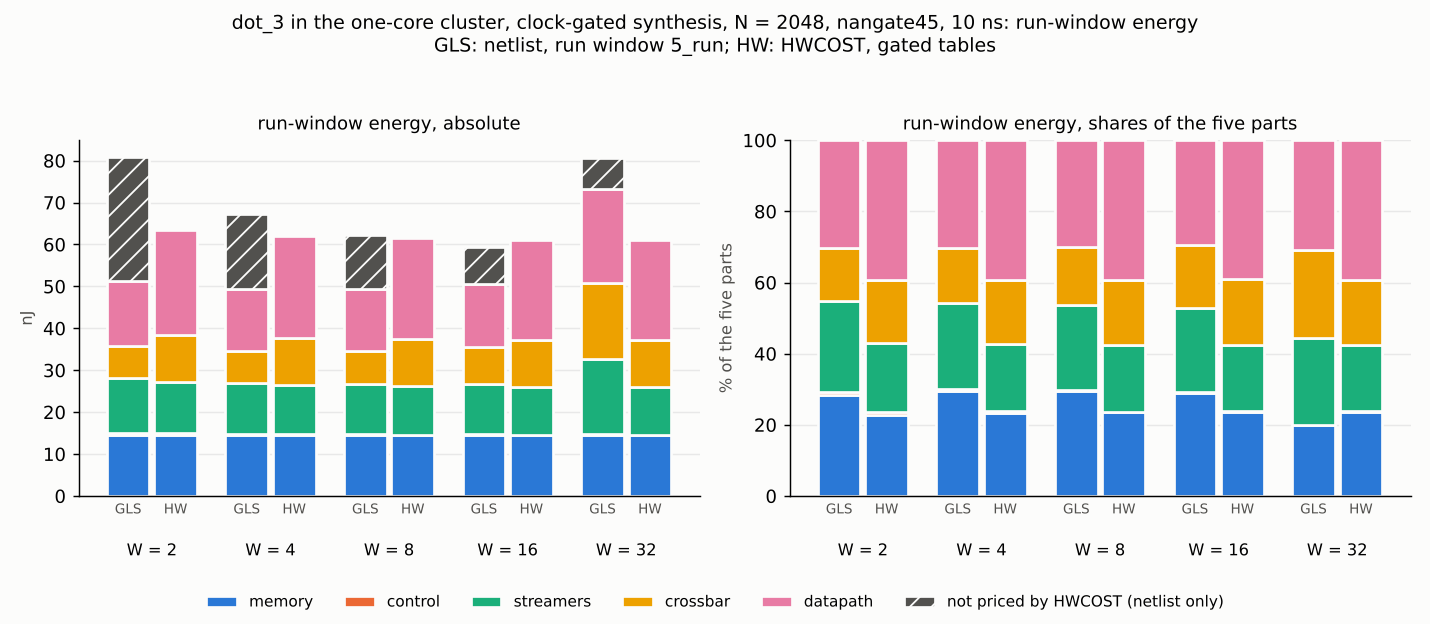 dot_3 in the one-core cluster, clock-gated synthesis, N = 2048, nangate45, 10 ns: run-window energy
GLS: netlist, run window 5_run; HW: HWCOST, gated tables
run-window energy, absolute
nJ
80
70
60
50
40
30
20
10
0
GLS HW GLS HW GLS HW GLS HW GLS HW
W = 2 W = 4 W = 8 W = 16 W = 32
run-window energy, shares of the five parts
% of the five parts
100
80
60
40
20
0
GLS HW GLS HW GLS HW GLS HW GLS HW
W = 2 W = 4 W = 8 W = 16 W = 32
memory control streamers crossbar datapath not priced by HWCOST (netlist only)